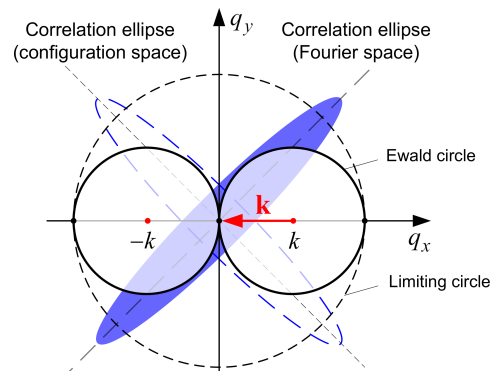 Correlation ellipse
(configuration space)
q_y
Correlation ellipse
(Fourier space)
Ewald circle
k
−k
k
q_x
Limiting circle